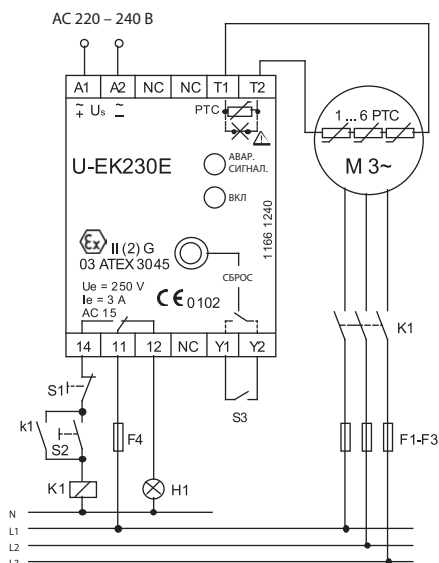 AC 220 – 240 В
A1 A2 NC NC T1 T2
~ ~
+ Us –
PTC
U-EK230E
АВАР.
СИГНАЛ.
ВКЛ
1166 1240
Ex II (2) G
03 ATEX 3045
СБРОС
Ue = 250 V
Ie = 3 A
AC 15
CE 0102
14 11 12 NC Y1 Y2
1 ... 6 PTC
M 3~
K1
S1
k1
S2
F4
S3
F1-F3
K1
H1
N
L1
L2
L3